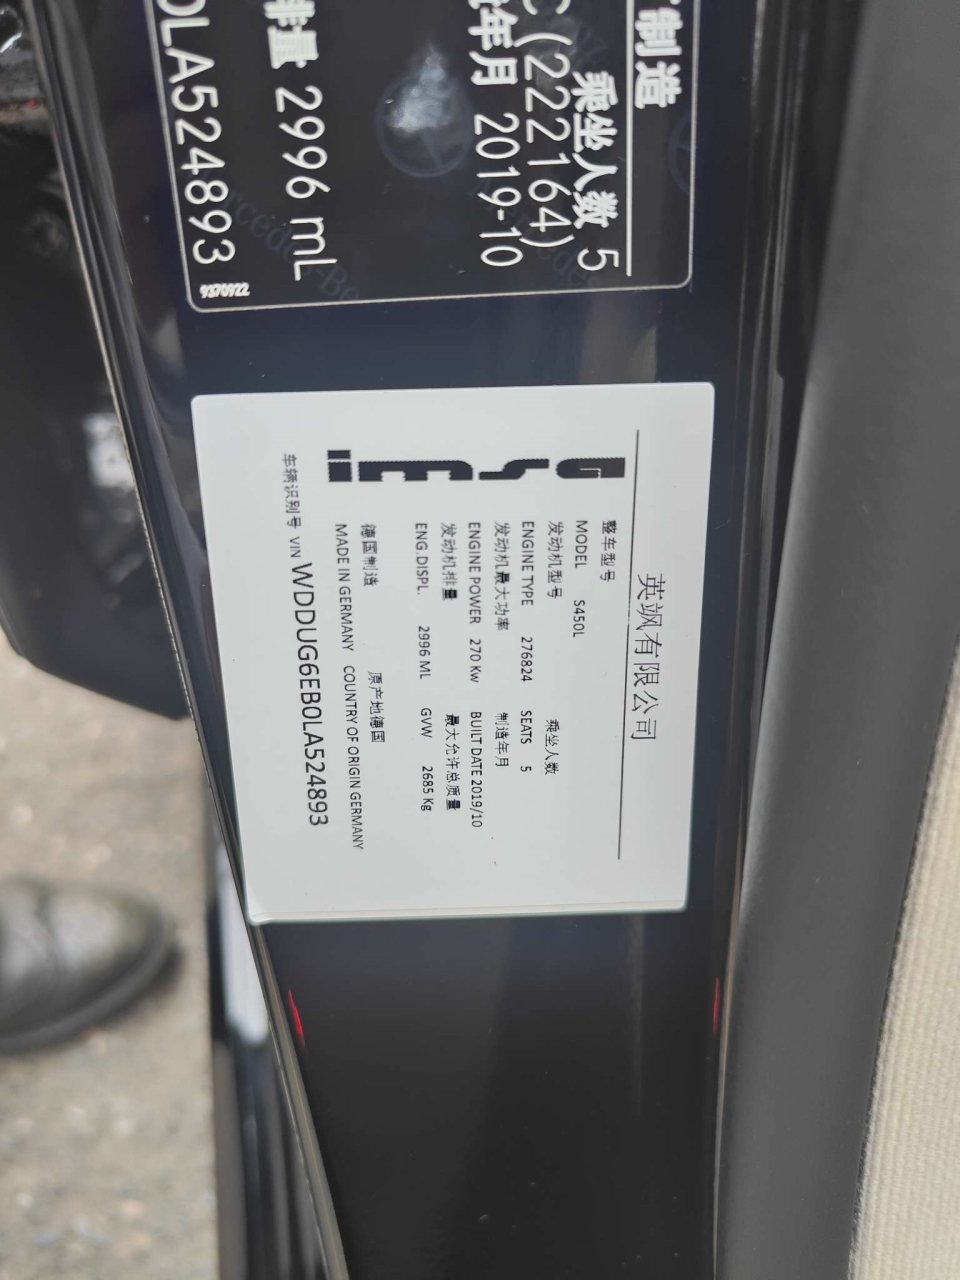 制造
乘坐人数 5
(222164)
年月 2019-10
排量 2996 mL
0LA524893
9370922
英飒有限公司
整车型号
MODEL S450L
发动机型号 乘坐人数
ENGINE TYPE 276824 SEATS 5
发动机最大功率 制造年月
ENGINE POWER 270 Kw BUILT DATE 2019/10
发动机排量 最大允许总质量
ENG.DISPL. 2996 ML GVW 2685 Kg
德国制造 原产地德国
MADE IN GERMANY COUNTRY OF ORIGIN GERMANY
车辆识别号 VIN WDDUG6EB0LA524893